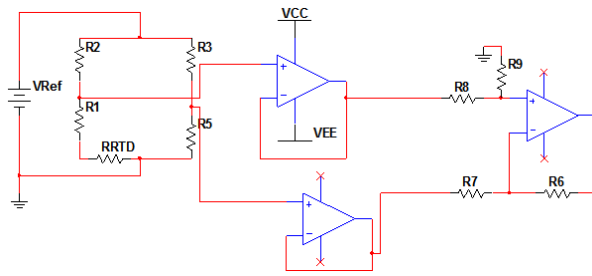 VCC
R2
R3
R9
VRef
+
−
R8
+
−
R1
R5
VEE
RRTD
R7
R6
+
−